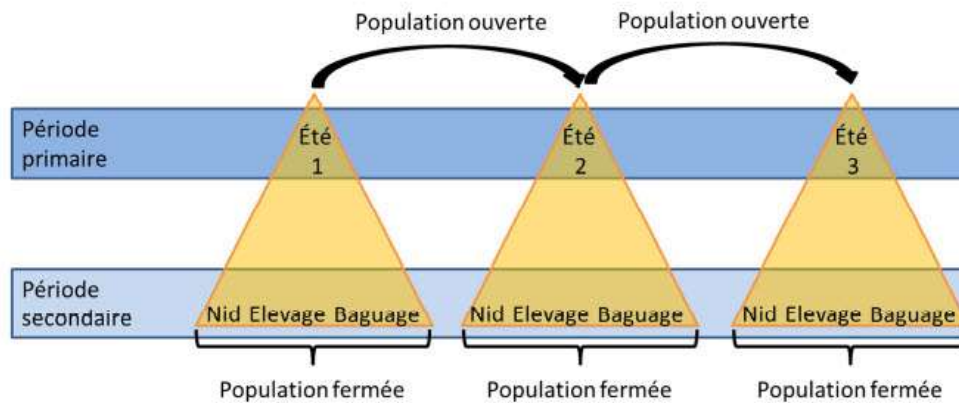 Population ouverte Population ouverte
Période
primaire
Été
1
Été
2
Été
3
Période
secondaire
Nid Elevage Baguage Nid Elevage Baguage Nid Elevage Baguage
Population fermée Population fermée Population fermée